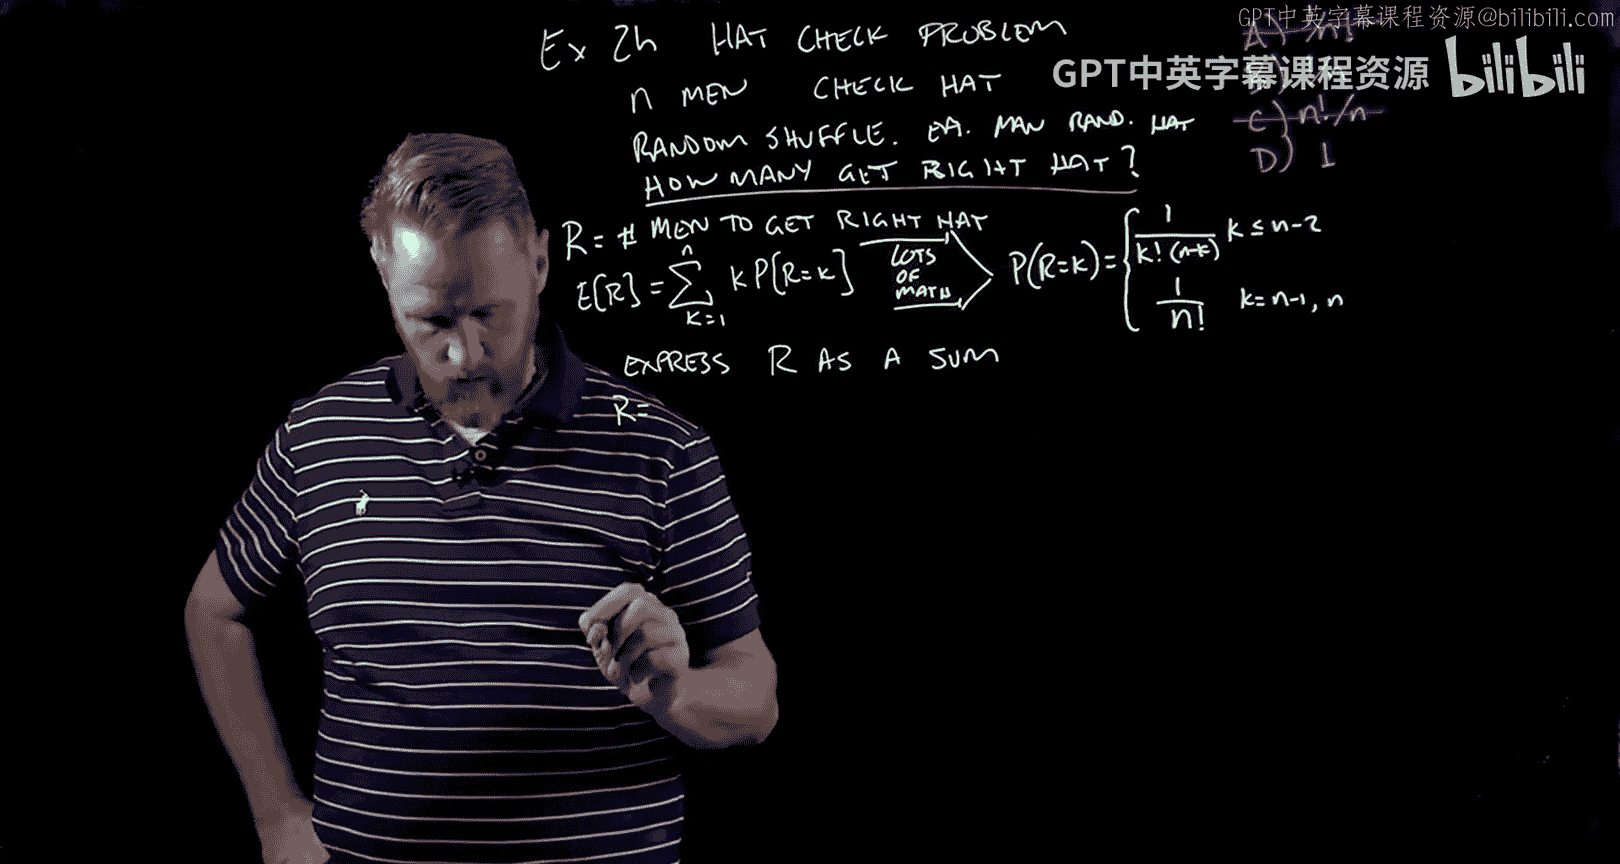 GPT中英字幕课程资源@bilibili.com
GPT中英字幕课程资源 bilibili
Ex 2h HAT CHECK PROBLEM
n MEN CHECK HAT
RANDOM SHUFFLE. EA. MAN RAND. HAT
HOW MANY GET RIGHT HAT?
A) 1/n!
C) n!/n
D) 1
R = # MEN TO GET RIGHT HAT
E[R] = n∑k=1 k P[R=k] LOTS OF MATH P(R=k) = { 1/k!(n-k) k ≤ n-2
1/n! k=n-1, n
EXPRESS R AS A SUM
R=